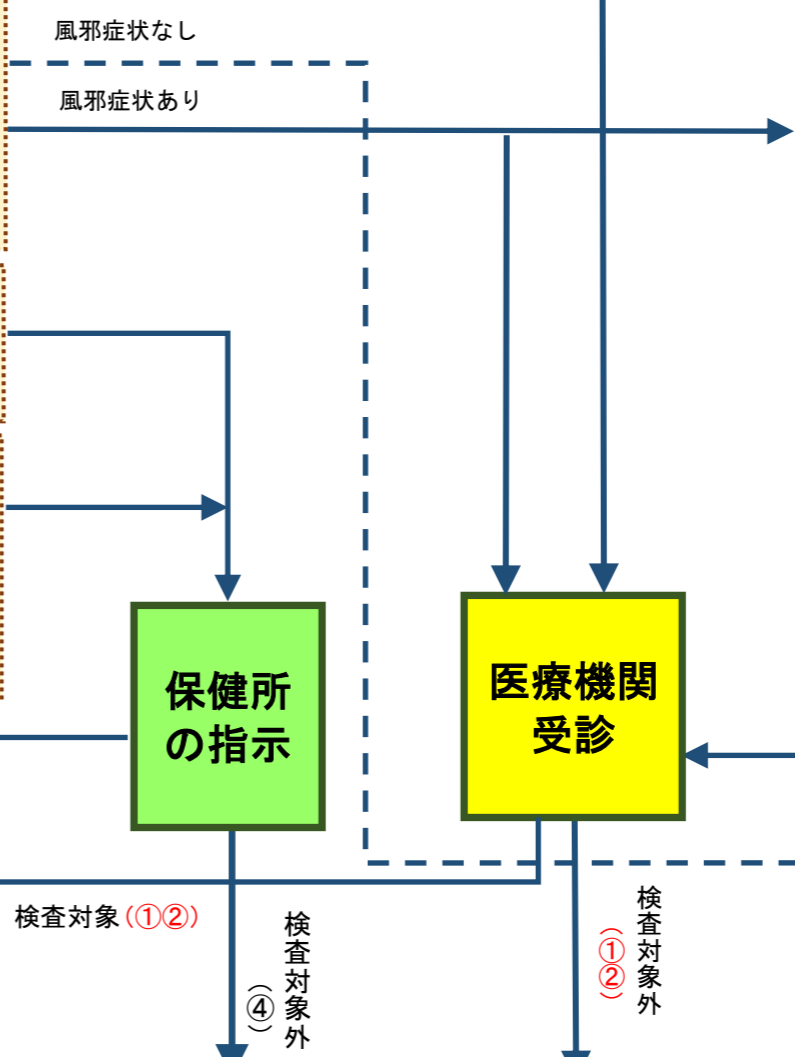 風邪症状なし
風邪症状あり
保健所
の指示
医療機関
受診
検査対象(①②)
検査対象外
(④)
検査対象外
(①②)